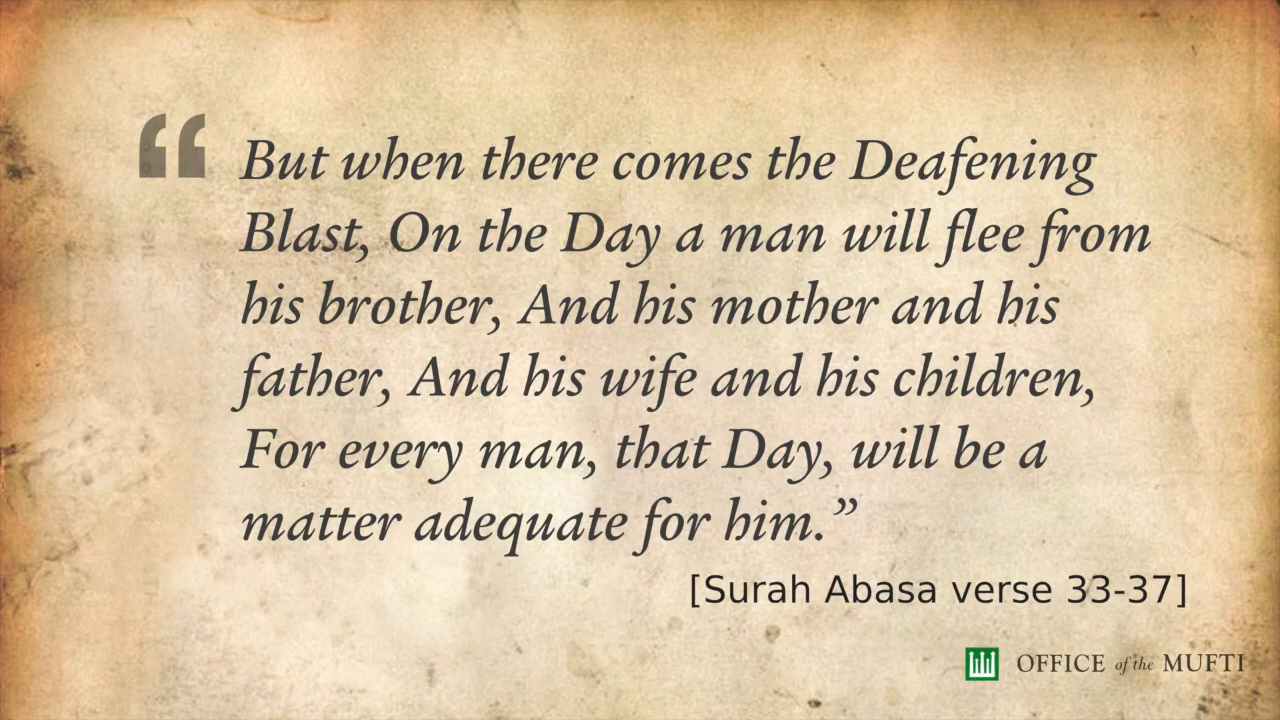 “ But when there comes the Deafening
Blast, On the Day a man will flee from
his brother, And his mother and his
father, And his wife and his children,
For every man, that Day, will be a
matter adequate for him.”
[Surah Abasa verse 33-37]
OFFICE of the MUFTI